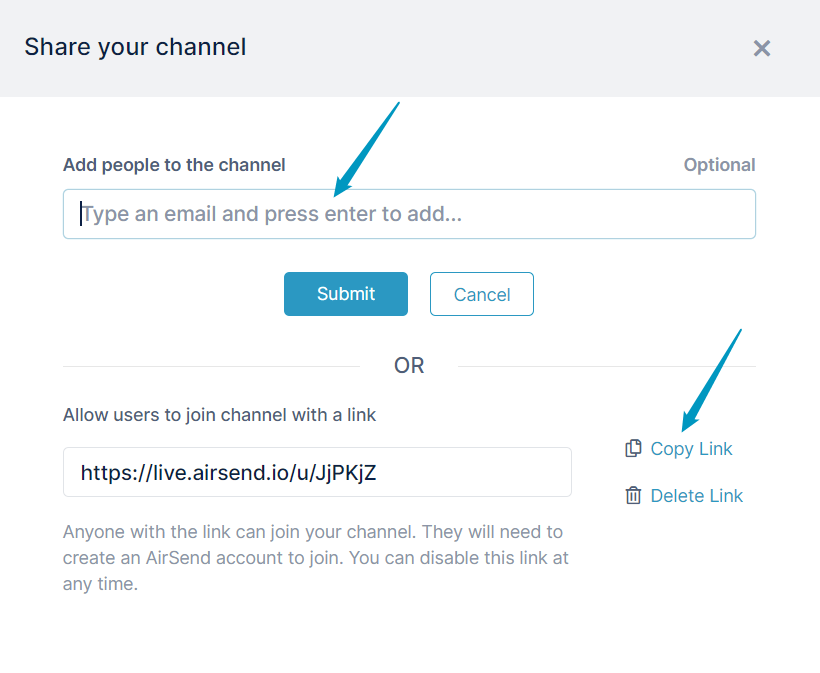 Share your channel
Add people to the channel Optional
Type an email and press enter to add...
Submit Cancel
OR
Allow users to join channel with a link
Copy Link
https://live.airsend.io/u/JjPKjZ
Delete Link
Anyone with the link can join your channel. They will need to
create an AirSend account to join. You can disable this link at
any time.